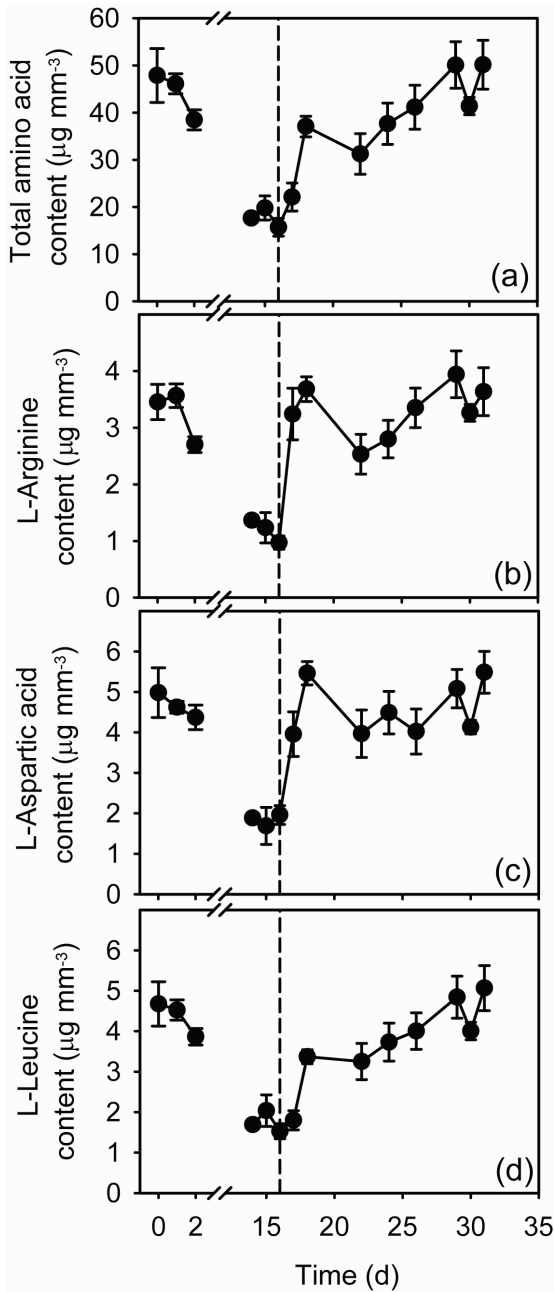 Total amino acid
content (µg mm-3)
60
50
40
30
20
10
0
(a)
L-Arginine
content (µg mm-3)
4
3
2
1
0
(b)
L-Aspartic acid
content (µg mm-3)
6
5
4
3
2
1
0
(c)
L-Leucine
content (µg mm-3)
6
5
4
3
2
1
0
(d)
0 2 15 20 25 30 35
Time (d)